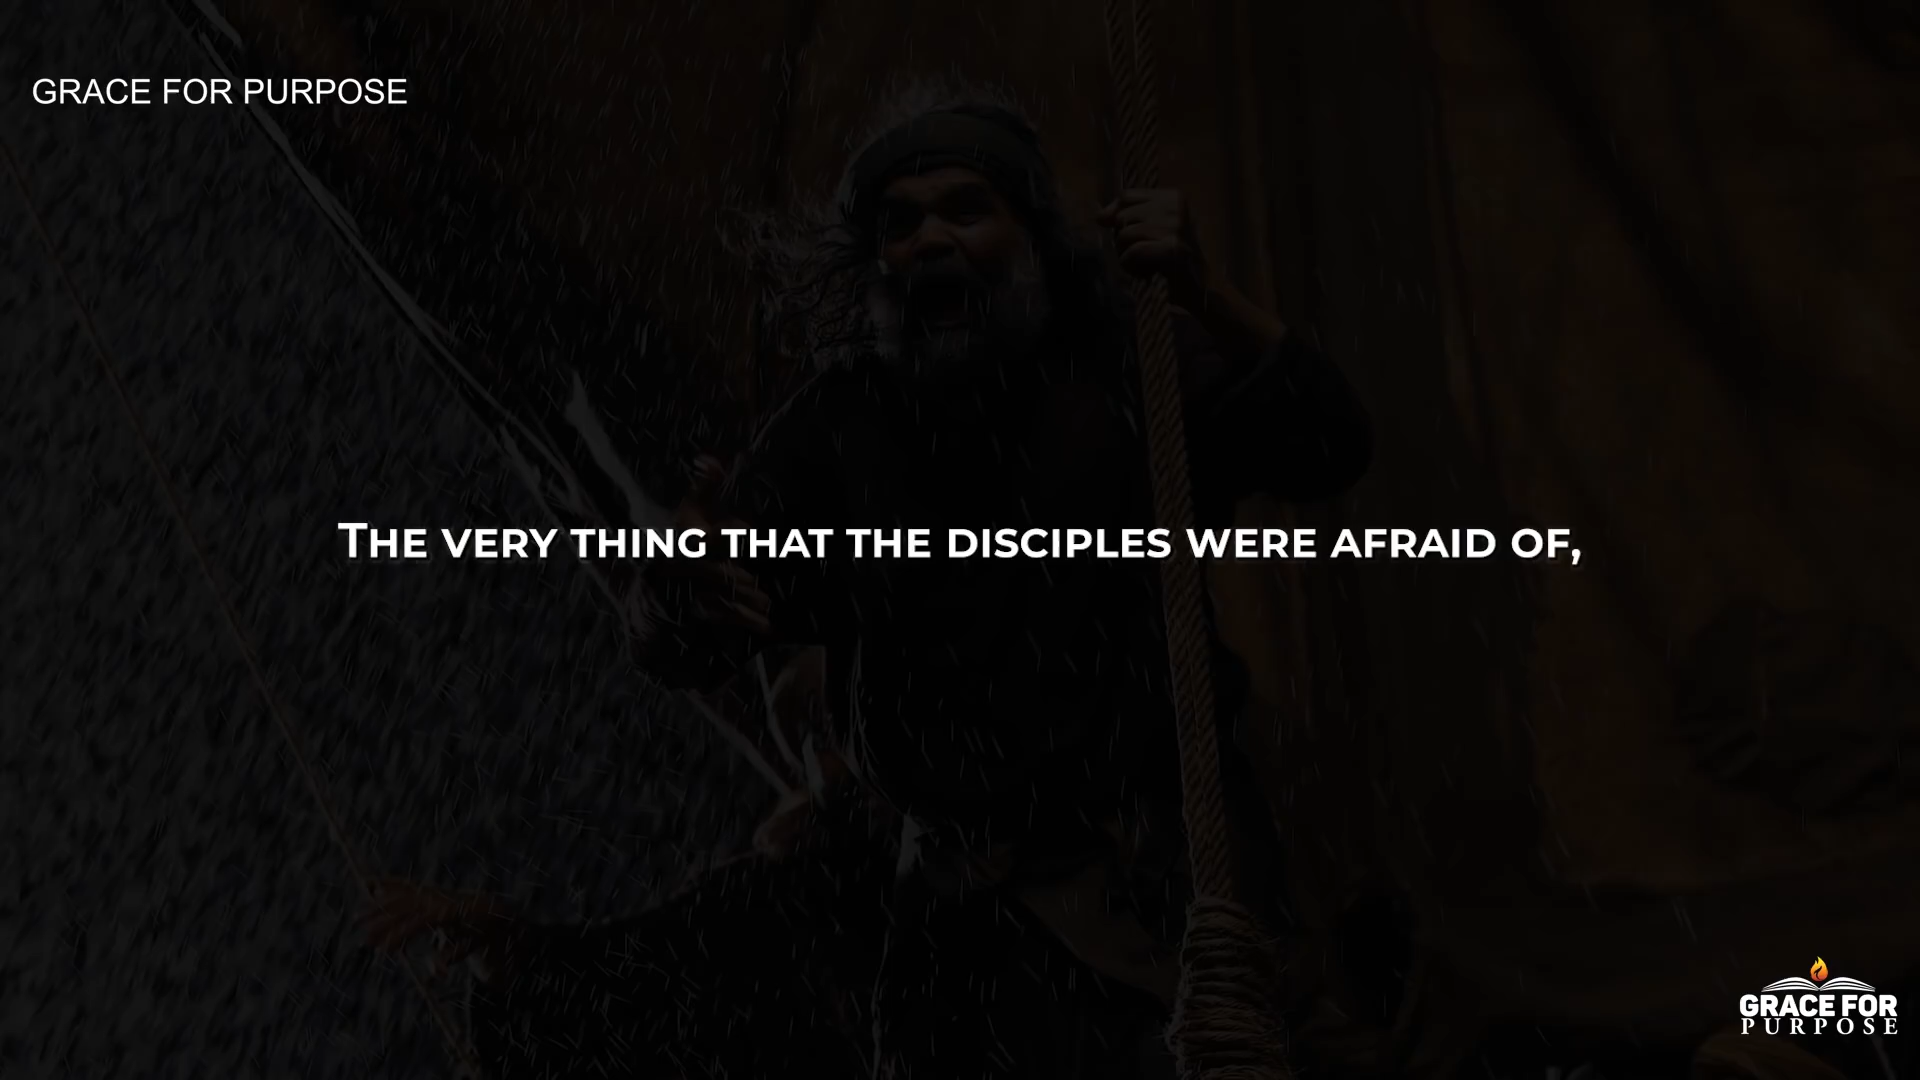 GRACE FOR PURPOSE
THE VERY THING THAT THE DISCIPLES WERE AFRAID OF,
GRACE FOR
PURPOSE